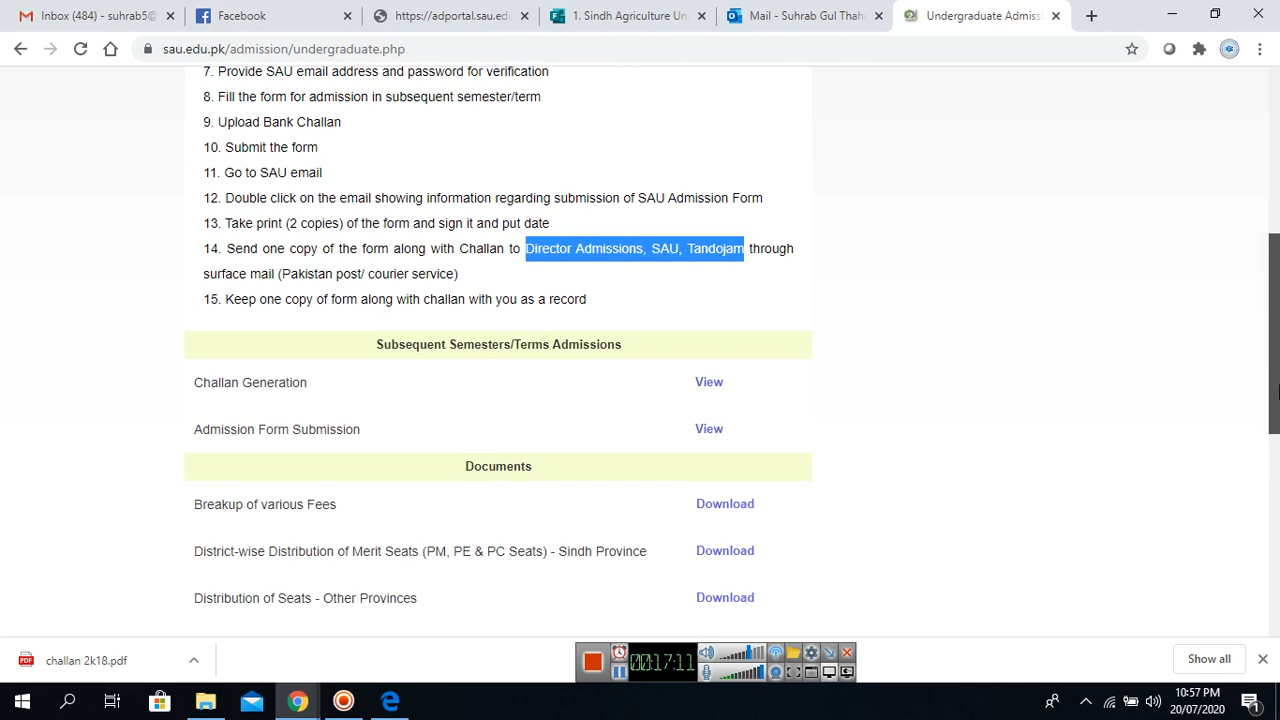 Inbox (484) - suhrab5@
Facebook
https://adportal.sau.edu
1. Sindh Agriculture Un
Mail - Suhrab Gul Thah
Undergraduate Admiss
sau.edu.pk/admission/undergraduate.php
7. Provide SAU email address and password for verification
8. Fill the form for admission in subsequent semester/term
9. Upload Bank Challan
10. Submit the form
11. Go to SAU email
12. Double click on the email showing information regarding submission of SAU Admission Form
13. Take print (2 copies) of the form and sign it and put date
14. Send one copy of the form along with Challan to Director Admissions, SAU, Tandojam through
surface mail (Pakistan post/ courier service)
15. Keep one copy of form along with challan with you as a record
Subsequent Semesters/Terms Admissions
Challan Generation View
Admission Form Submission View
Documents
Breakup of various Fees Download
District-wise Distribution of Merit Seats (PM, PE & PC Seats) - Sindh Province Download
Distribution of Seats - Other Provinces Download
PDF challan 2k18.pdf
00:17:11
Show all
10:57 PM
20/07/2020
1